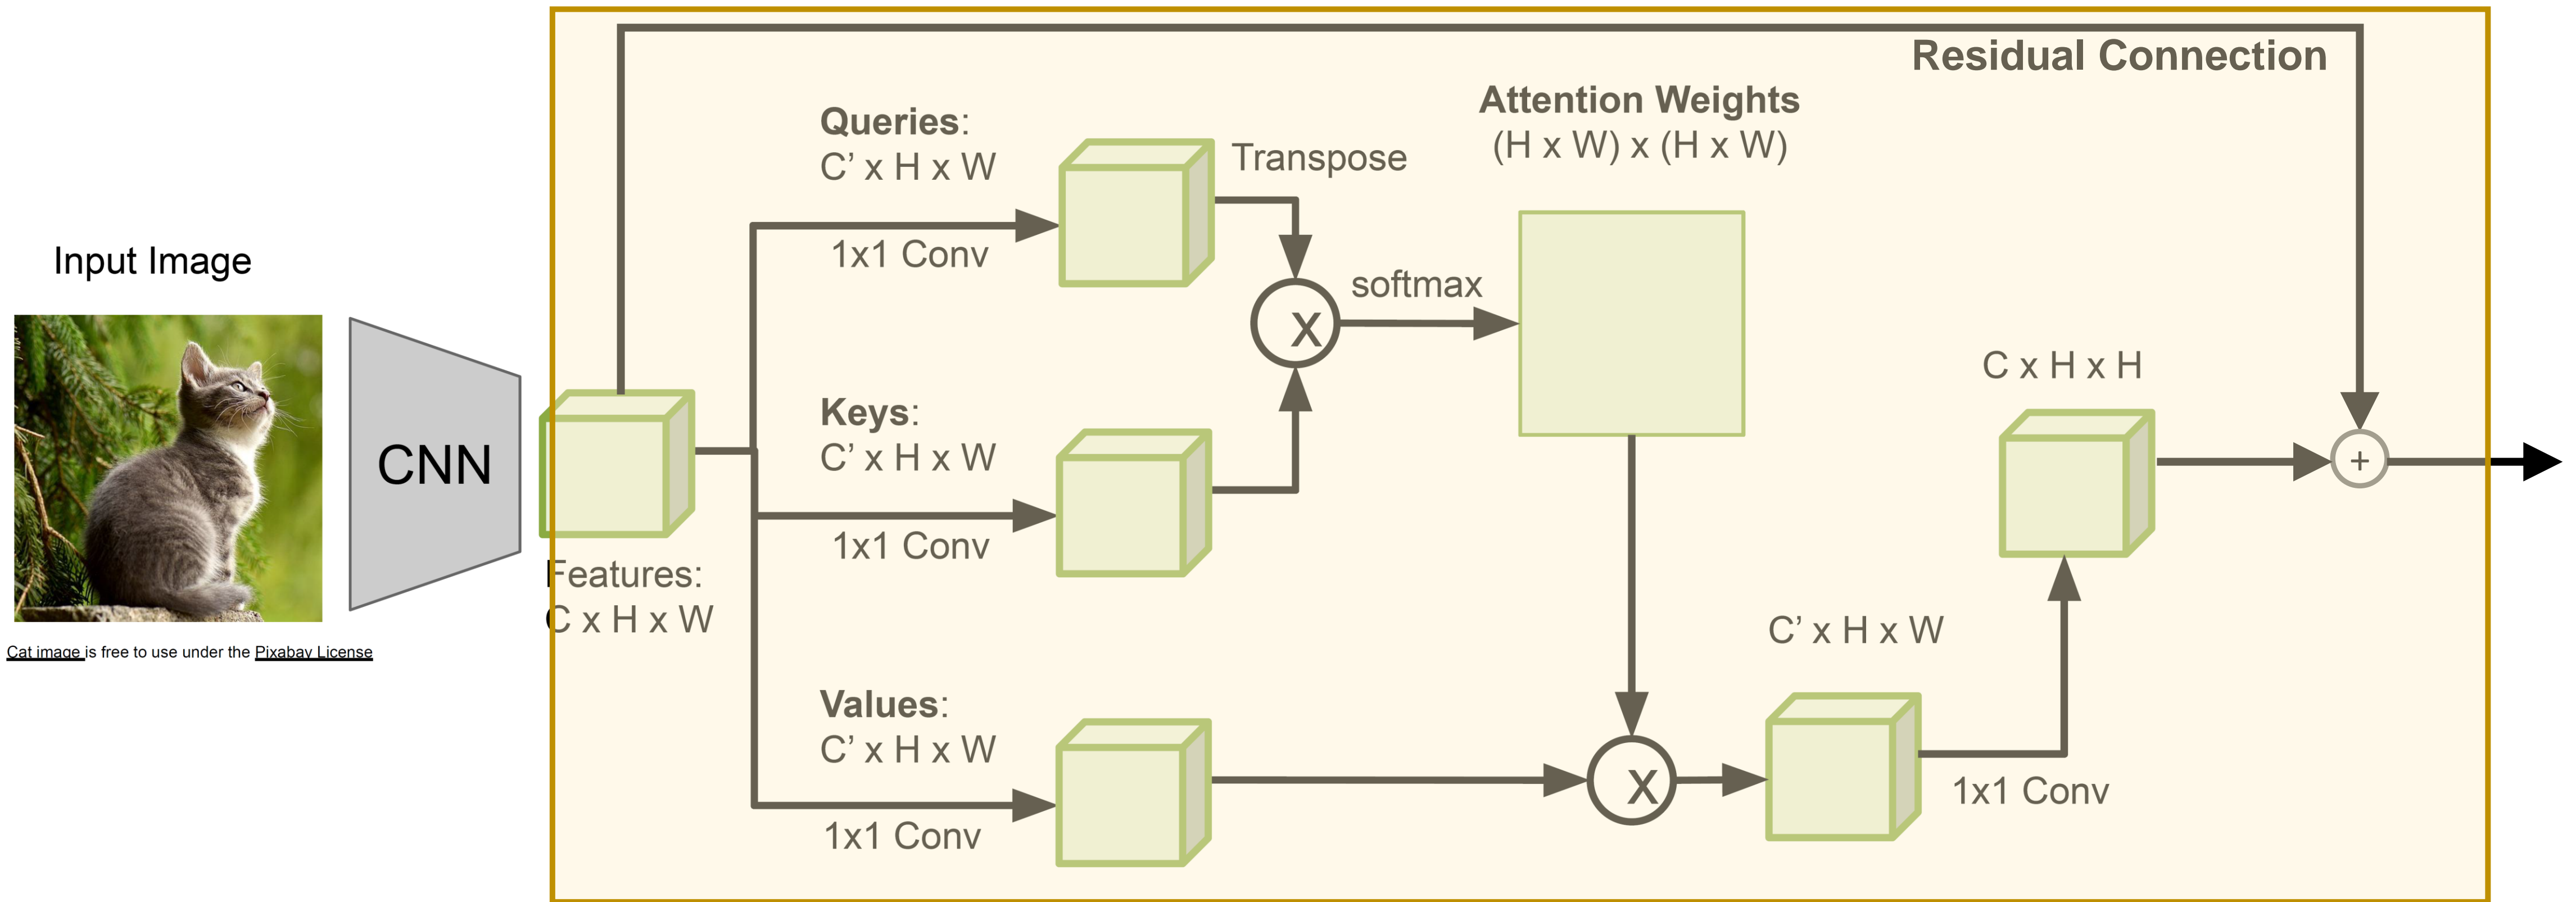 Residual Connection
Attention Weights
(H x W) x (H x W)
Queries:
C’ x H x W
Transpose
1x1 Conv
Input Image
softmax
C x H x H
Keys:
C’ x H x W
CNN
+
X
1x1 Conv
Features:
C x H x W
C’ x H x W
Cat image is free to use under the Pixabay License
Values:
C’ x H x W
X
1x1 Conv
1x1 Conv